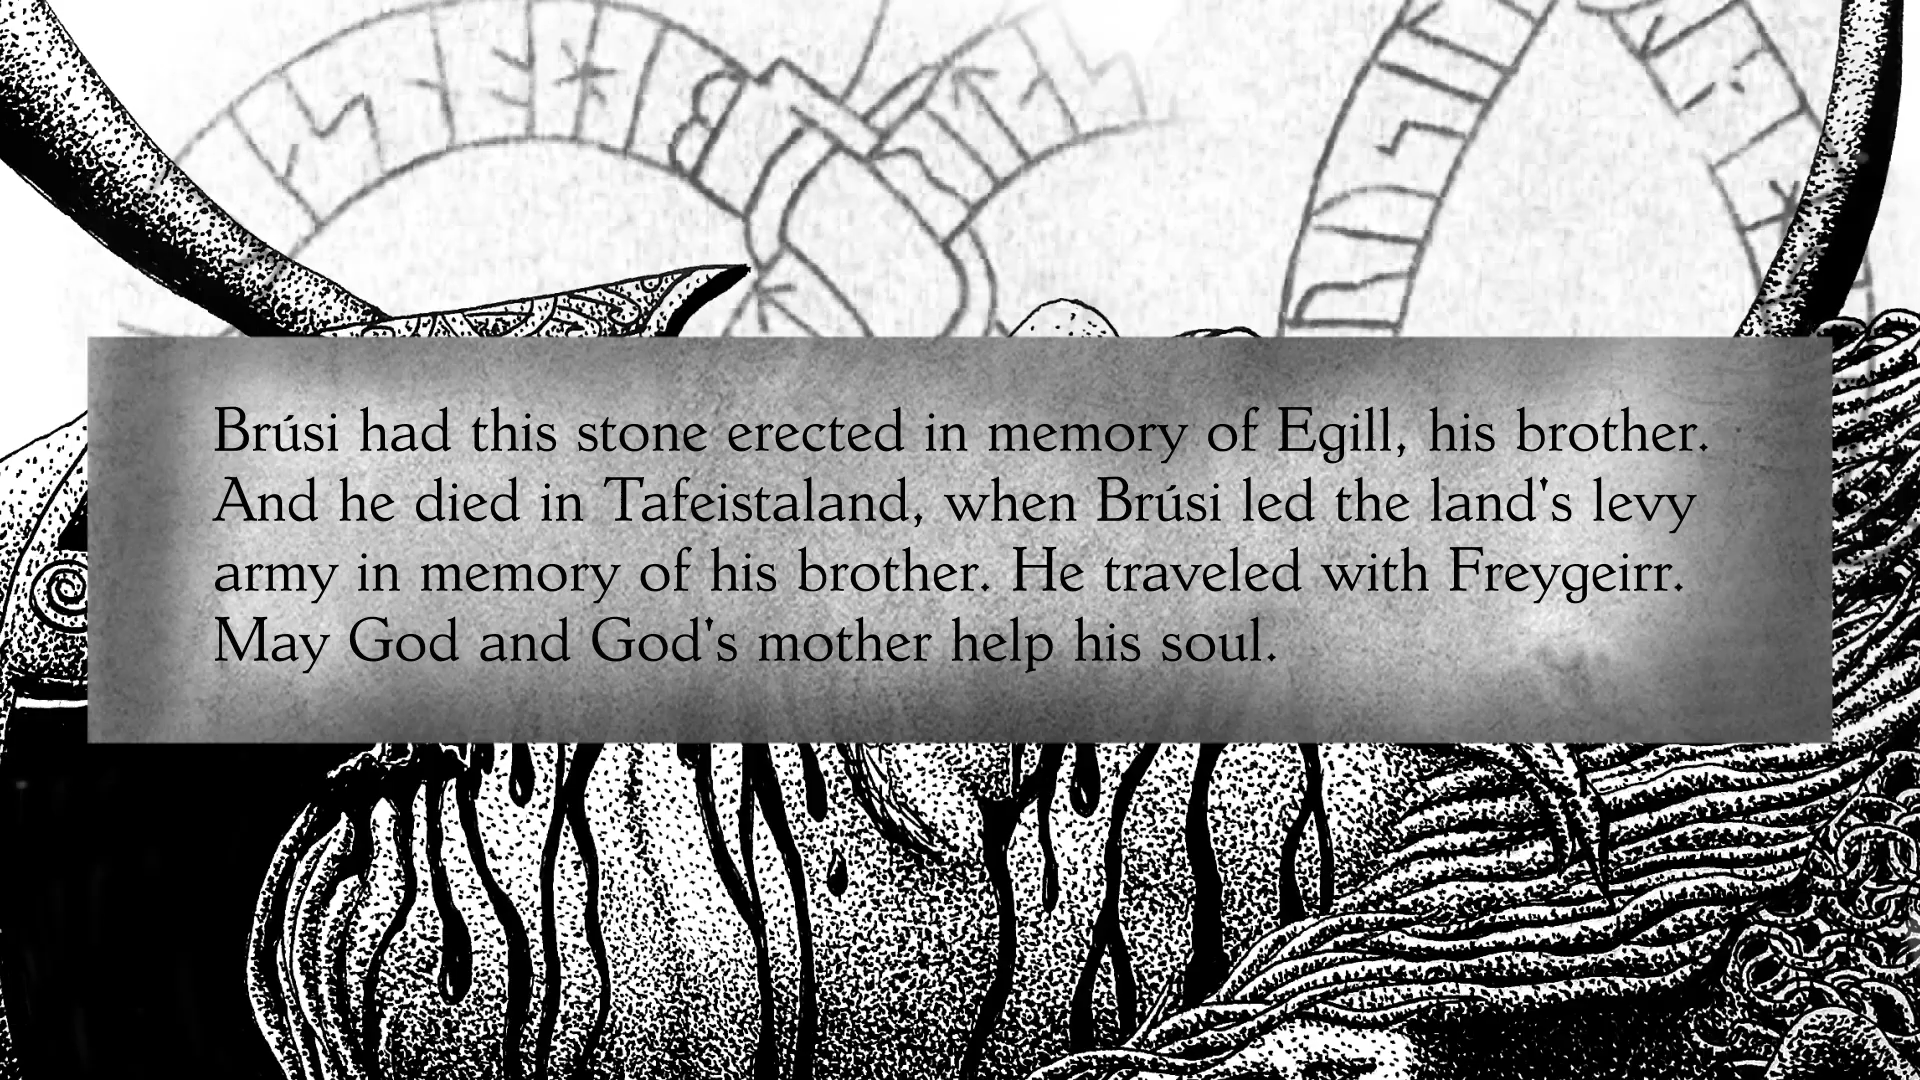 Brúsi had this stone erected in memory of Egill, his brother.
And he died in Tafeistaland, when Brúsi led the land's levy
army in memory of his brother. He traveled with Freygeirr.
May God and God's mother help his soul.